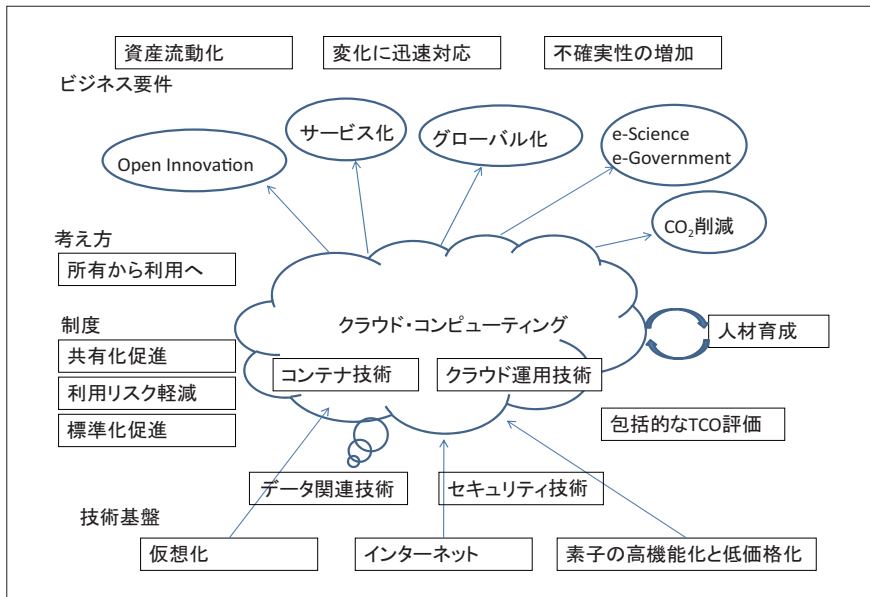 資産流動化
変化に迅速対応
不確実性の増加
ビジネス要件
サービス化
グローバル化
e-Science
e-Government
Open Innovation
CO₂削減
考え方
所有から利用へ
制度
クラウド・コンピューティング
人材育成
共有化促進
コンテナ技術
クラウド運用技術
利用リスク軽減
標準化促進
包括的なTCO評価
データ関連技術
セキュリティ技術
技術基盤
仮想化
インターネット
素子の高機能化と低価格化